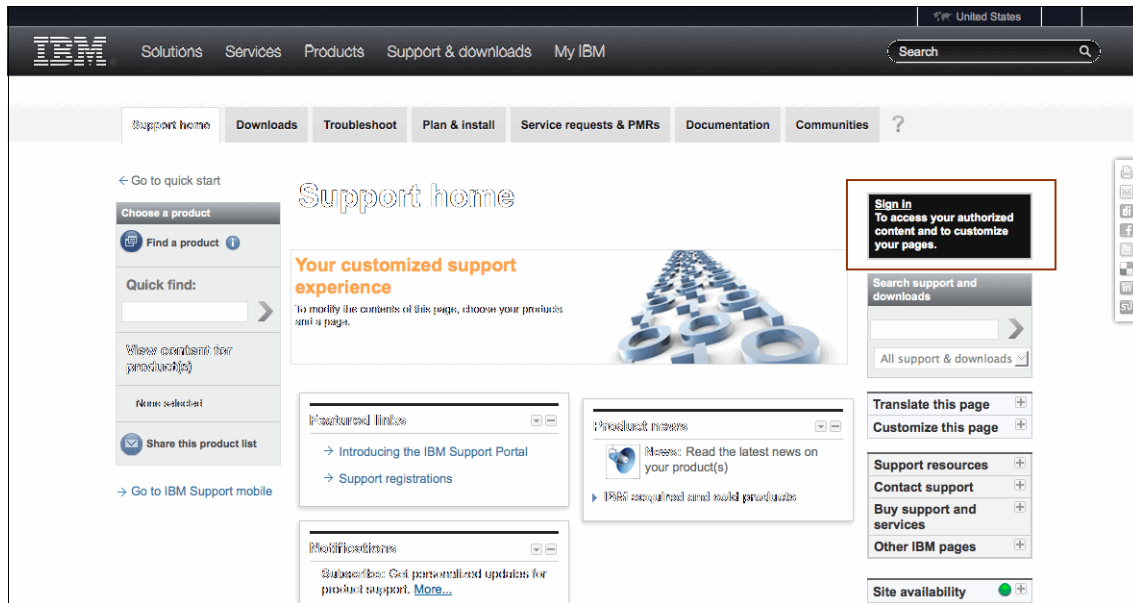 United States
IBM
Solutions Services Products Support & downloads My IBM
Search
Support home Downloads Troubleshoot Plan & install Service requests & PMRs Documentation Communities ?
Go to quick start
Choose a product
Find a product
Quick find:
View content for
product(s)
None selected
Share this product list
Go to IBM Support mobile
Support home
Your customized support
experience
To modify the contents of this page, choose your products
and a page.
Featured links
Introducing the IBM Support Portal
Support registrations
Notifications
Subscribe: Get personalized updates for
product support. More...
Product news
News: Read the latest news on
your product(s)
IBM acquired and sold products
Sign in
To access your authorized
content and to customize
your pages.
Search support and
downloads
All support & downloads
Translate this page
Customize this page
Support resources
Contact support
Buy support and
services
Other IBM pages
Site availability